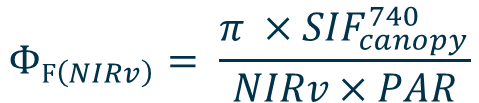 Φ_F(NIRv) = π × SIF^740_canopy / NIRv × PAR